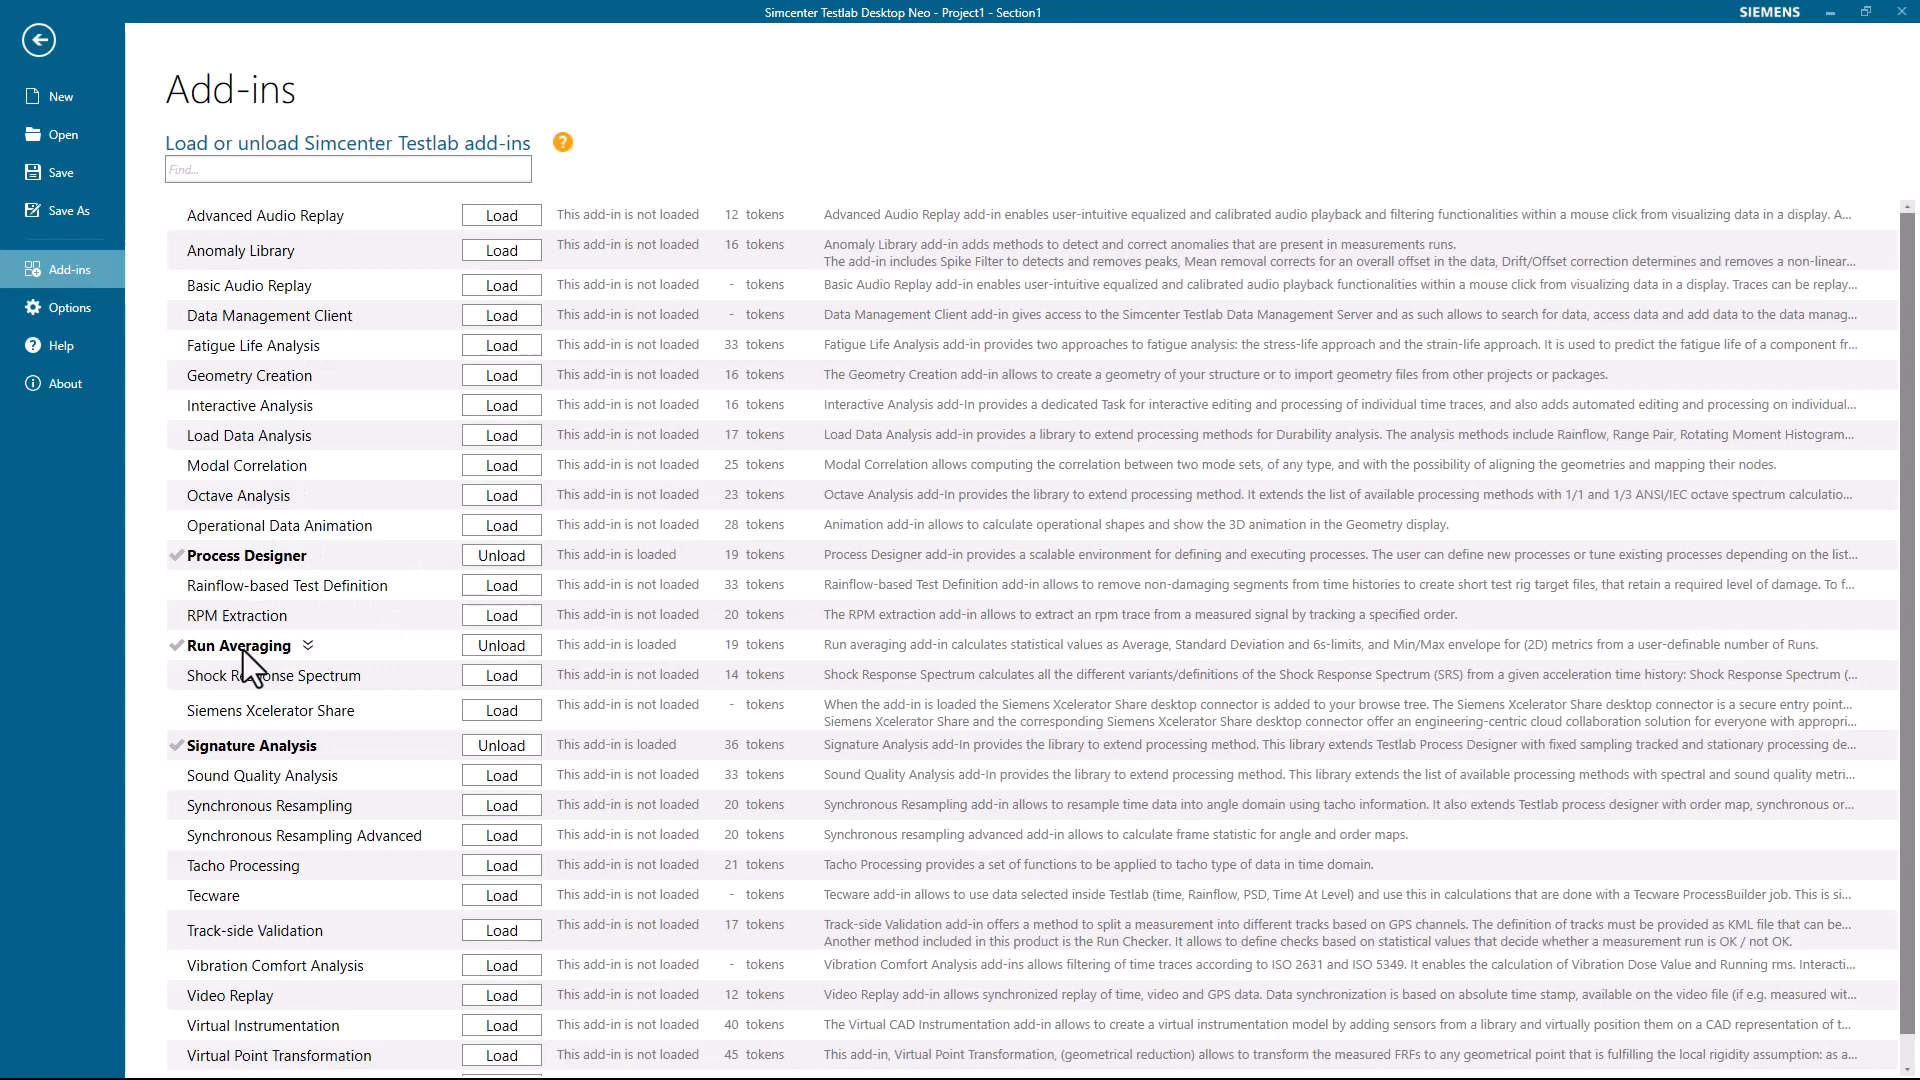 Simcenter Testlab Desktop Neo - Project1 - Section1
SIEMENS
New
Open
Save
Save As
Add-ins
Options
Help
About
Add-ins
Load or unload Simcenter Testlab add-ins ?
Find...
Advanced Audio Replay Load This add-in is not loaded 12 tokens Advanced Audio Replay add-in enables user-intuitive equalized and calibrated audio playback and filtering functionalities within a mouse click from visualizing data in a display. A...
Anomaly Library Load This add-in is not loaded 16 tokens Anomaly Library add-in adds methods to detect and correct anomalies that are present in measurements runs.
The add-in includes Spike Filter to detects and removes peaks, Mean removal corrects for an overall offset in the data, Drift/Offset correction determines and removes a non-linear...
Basic Audio Replay Load This add-in is not loaded - tokens Basic Audio Replay add-in enables user-intuitive equalized and calibrated audio playback functionalities within a mouse click from visualizing data in a display. Traces can be replay...
Data Management Client Load This add-in is not loaded - tokens Data Management Client add-in gives access to the Simcenter Testlab Data Management Server and as such allows to search for data, access data and add data to the data manag...
Fatigue Life Analysis Load This add-in is not loaded 33 tokens Fatigue Life Analysis add-in provides two approaches to fatigue analysis: the stress-life approach and the strain-life approach. It is used to predict the fatigue life of a component fr...
Geometry Creation Load This add-in is not loaded 16 tokens The Geometry Creation add-in allows to create a geometry of your structure or to import geometry files from other projects or packages.
Interactive Analysis Load This add-in is not loaded 16 tokens Interactive Analysis add-In provides a dedicated Task for interactive editing and processing of individual time traces, and also adds automated editing and processing on individual...
Load Data Analysis Load This add-in is not loaded 17 tokens Load Data Analysis add-in provides a library to extend processing methods for Durability analysis. The analysis methods include Rainflow, Range Pair, Rotating Moment Histogram...
Modal Correlation Load This add-in is not loaded 25 tokens Modal Correlation allows computing the correlation between two mode sets, of any type, and with the possibility of aligning the geometries and mapping their nodes.
Octave Analysis Load This add-in is not loaded 23 tokens Octave Analysis add-In provides the library to extend processing method. It extends the list of available processing methods with 1/1 and 1/3 ANSI/IEC octave spectrum calculatio...
Operational Data Animation Load This add-in is not loaded 28 tokens Animation add-in allows to calculate operational shapes and show the 3D animation in the Geometry display.
Process Designer Unload This add-in is loaded 19 tokens Process Designer add-in provides a scalable environment for defining and executing processes. The user can define new processes or tune existing processes depending on the list...
Rainflow-based Test Definition Load This add-in is not loaded 33 tokens Rainflow-based Test Definition add-in allows to remove non-damaging segments from time histories to create short test rig target files, that retain a required level of damage. To f...
RPM Extraction Load This add-in is not loaded 20 tokens The RPM extraction add-in allows to extract an rpm trace from a measured signal by tracking a specified order.
Run Averaging Unload This add-in is loaded 19 tokens Run averaging add-in calculates statistical values as Average, Standard Deviation and 6s-limits, and Min/Max envelope for (2D) metrics from a user-definable number of Runs.
Shock Response Spectrum Load This add-in is not loaded 14 tokens Shock Response Spectrum calculates all the different variants/definitions of the Shock Response Spectrum (SRS) from a given acceleration time history: Shock Response Spectrum (...
Siemens Xcelerator Share Load This add-in is not loaded - tokens When the add-in is loaded the Siemens Xcelerator Share desktop connector is added to your browse tree. The Siemens Xcelerator Share desktop connector is a secure entry point...
Siemens Xcelerator Share and the corresponding Siemens Xcelerator Share desktop connector offer an engineering-centric cloud collaboration solution for everyone with appropri...
Signature Analysis Unload This add-in is loaded 36 tokens Signature Analysis add-In provides the library to extend processing method. This library extends Testlab Process Designer with fixed sampling tracked and stationary processing de...
Sound Quality Analysis Load This add-in is not loaded 33 tokens Sound Quality Analysis add-In provides the library to extend processing method. This library extends the list of available processing methods with spectral and sound quality metri...
Synchronous Resampling Load This add-in is not loaded 20 tokens Synchronous Resampling add-in allows to resample time data into angle domain using tacho information. It also extends Testlab process designer with order map, synchronous or...
Synchronous Resampling Advanced Load This add-in is not loaded 20 tokens Synchronous resampling advanced add-in allows to calculate frame statistic for angle and order maps.
Tacho Processing Load This add-in is not loaded 21 tokens Tacho Processing provides a set of functions to be applied to tacho type of data in time domain.
Tecware Load This add-in is not loaded - tokens Tecware add-in allows to use data selected inside Testlab (time, Rainflow, PSD, Time At Level) and use this in calculations that are done with a Tecware ProcessBuilder job. This is si...
Track-side Validation Load This add-in is not loaded 17 tokens Track-side Validation add-in offers a method to split a measurement into different tracks based on GPS channels. The definition of tracks must be provided as KML file that can be...
Another method included in this product is the Run Checker. It allows to define checks based on statistical values that decide whether a measurement run is OK / not OK.
Vibration Comfort Analysis Load This add-in is not loaded - tokens Vibration Comfort Analysis add-ins allows filtering of time traces according to ISO 2631 and ISO 5349. It enables the calculation of Vibration Dose Value and Running rms. Interacti...
Video Replay Load This add-in is not loaded 12 tokens Video Replay add-in allows synchronized replay of time, video and GPS data. Data synchronization is based on absolute time stamp, available on the video file (if e.g. measured wit...
Virtual Instrumentation Load This add-in is not loaded 40 tokens The Virtual CAD Instrumentation add-in allows to create a virtual instrumentation model by adding sensors from a library and virtually position them on a CAD representation of t...
Virtual Point Transformation Load This add-in is not loaded 45 tokens This add-in, Virtual Point Transformation, (geometrical reduction) allows to transform the measured FRFs to any geometrical point that is fulfilling the local rigidity assumption: as a...